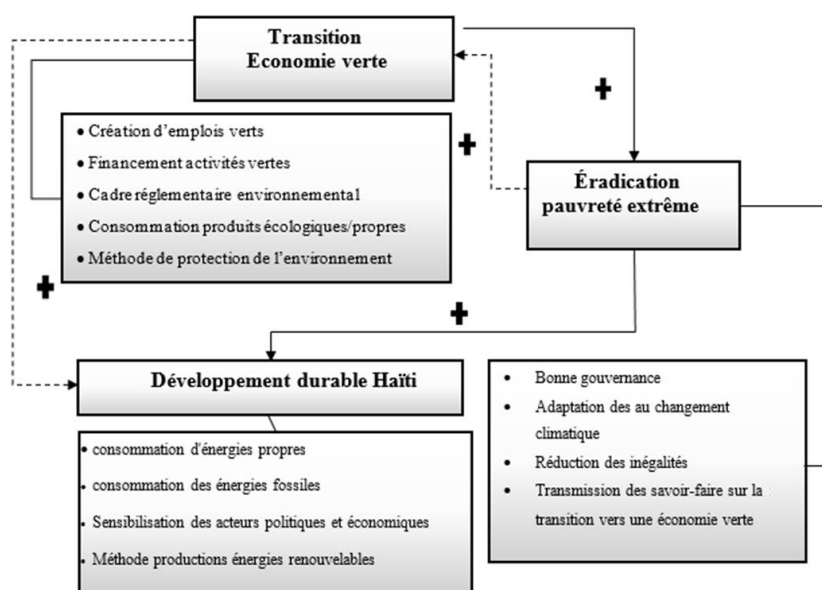 Transition
Economie verte
• Création d'emplois verts
• Financement activités vertes
• Cadre réglementaire environnemental
• Consommation produits écologiques/propres
• Méthode de protection de l'environnement
Éradication
pauvreté extrême
Développement durable Haïti
• consommation d'énergies propres
• consommation des énergies fossiles
• Sensibilisation des acteurs politiques et économiques
• Méthode productions énergies renouvelables
• Bonne gouvernance
• Adaptation des au changement
climatique
• Réduction des inégalités
• Transmission des savoir-faire sur la
transition vers une économie verte